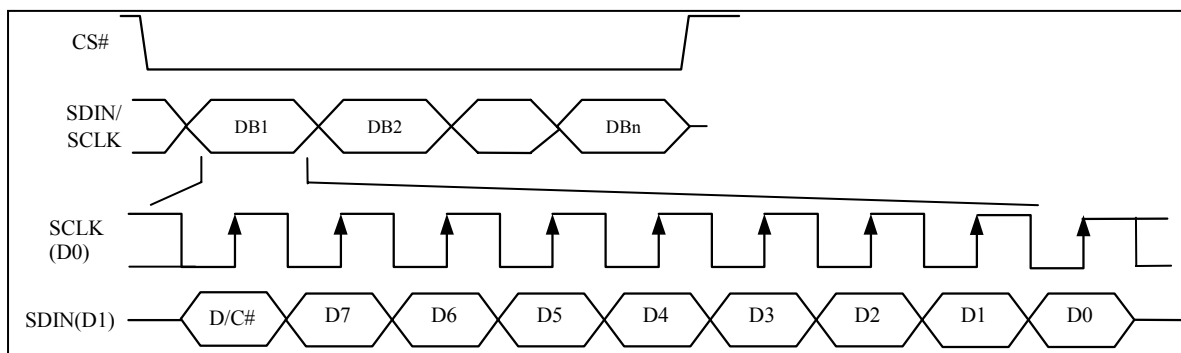 CS#
SDIN/
SCLK
DB1 DB2 DBn
SCLK
(D0)
SDIN(D1) D/C# D7 D6 D5 D4 D3 D2 D1 D0